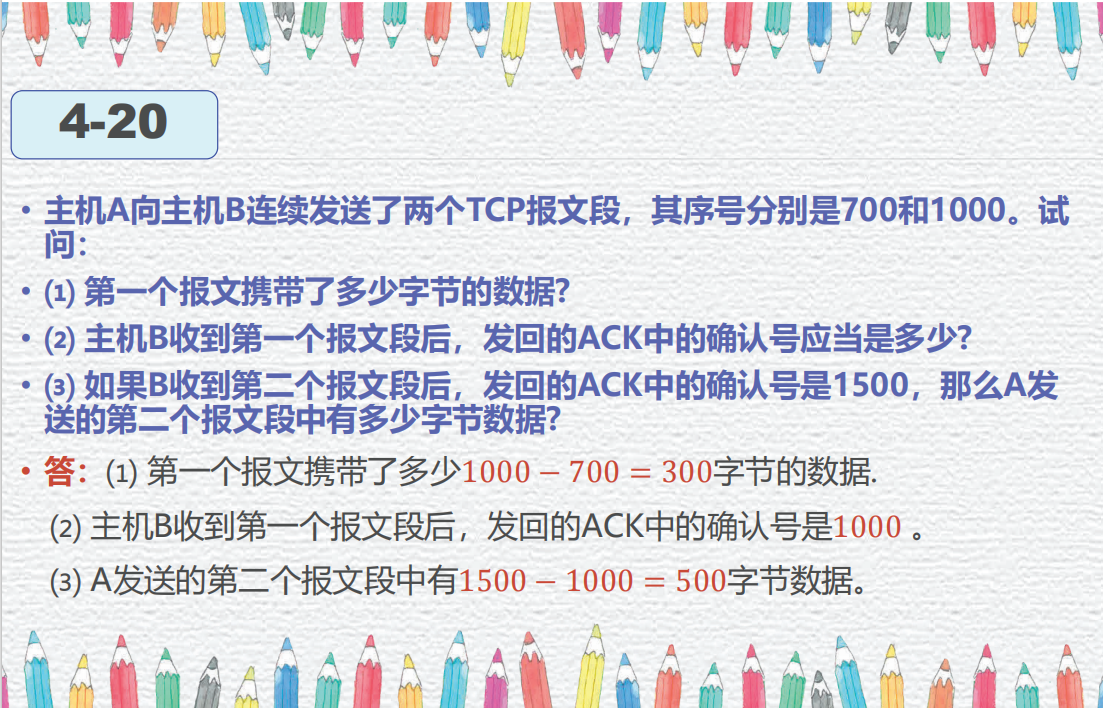 4-20
• 主机A向主机B连续发送了两个TCP报文段，其序号分别是700和1000。试
问：
• (1) 第一个报文携带了多少字节的数据?
• (2) 主机B收到第一个报文段后，发回的ACK中的确认号应当是多少?
• (3) 如果B收到第二个报文段后，发回的ACK中的确认号是1500，那么A发
送的第二个报文段中有多少字节数据?
• 答：(1) 第一个报文携带了多少1000 − 700 = 300字节的数据.
(2) 主机B收到第一个报文段后，发回的ACK中的确认号是1000 。
(3) A发送的第二个报文段中有1500 − 1000 = 500字节数据。